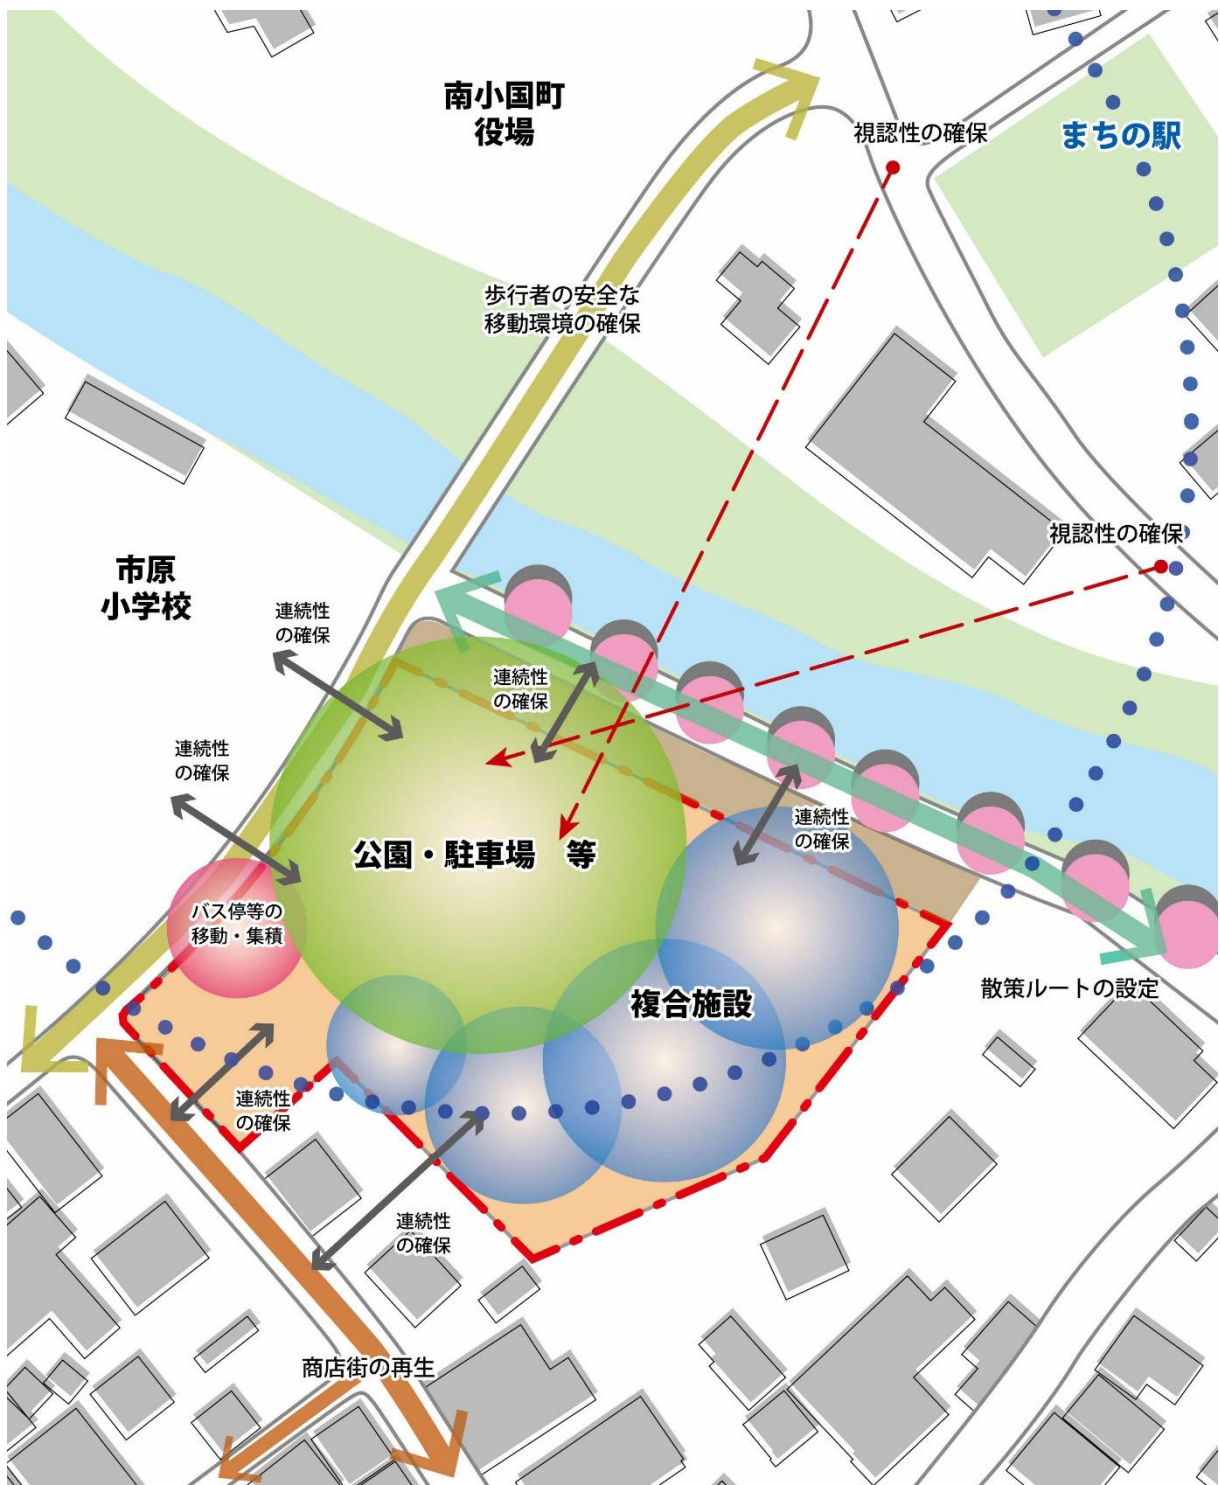 南小国町
役場
視認性の確保
まちの駅
歩行者の安全な
移動環境の確保
視認性の確保
市原
小学校
連続性
の確保
連続性
の確保
連続性
の確保
連続性
の確保
公園・駐車場　等
バス停等の
移動・集積
複合施設
散策ルートの設定
連続性
の確保
連続性
の確保
商店街の再生